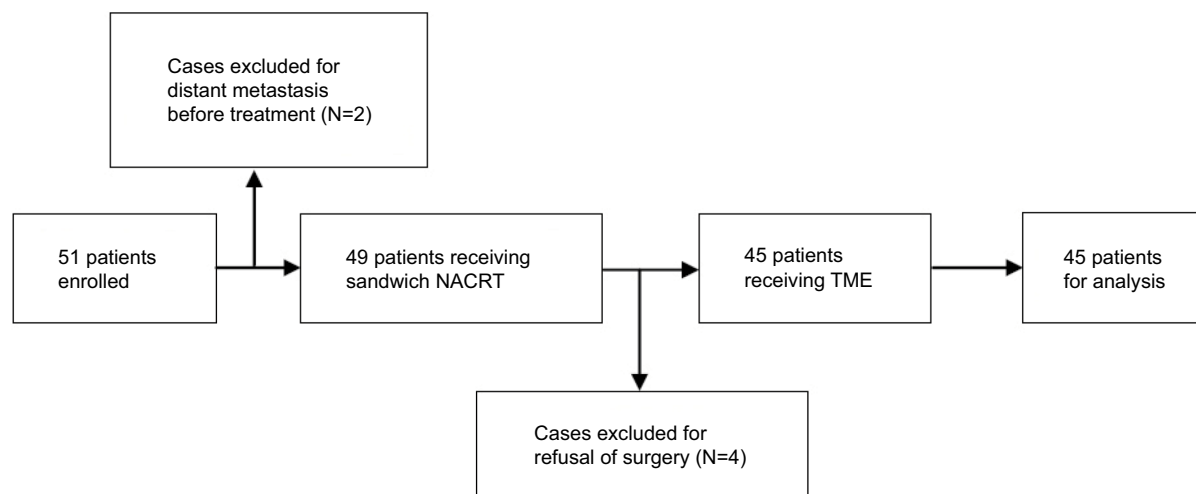 Cases excluded for
distant metastasis
before treatment (N=2)
51 patients
enrolled
49 patients receiving
sandwich NACRT
45 patients
receiving TME
45 patients
for analysis
Cases excluded for
refusal of surgery (N=4)